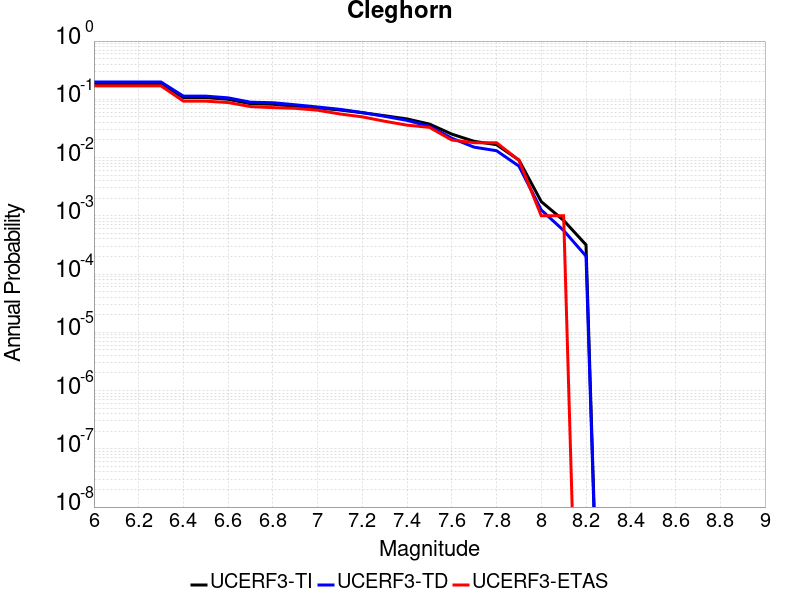 Cleghorn
10^0
10^-1
10^-2
10^-3
10^-4
10^-5
10^-6
10^-7
10^-8
Annual Probability
6 6.2 6.4 6.6 6.8 7 7.2 7.4 7.6 7.8 8 8.2 8.4 8.6 8.8 9
Magnitude
UCERF3-TI UCERF3-TD UCERF3-ETAS